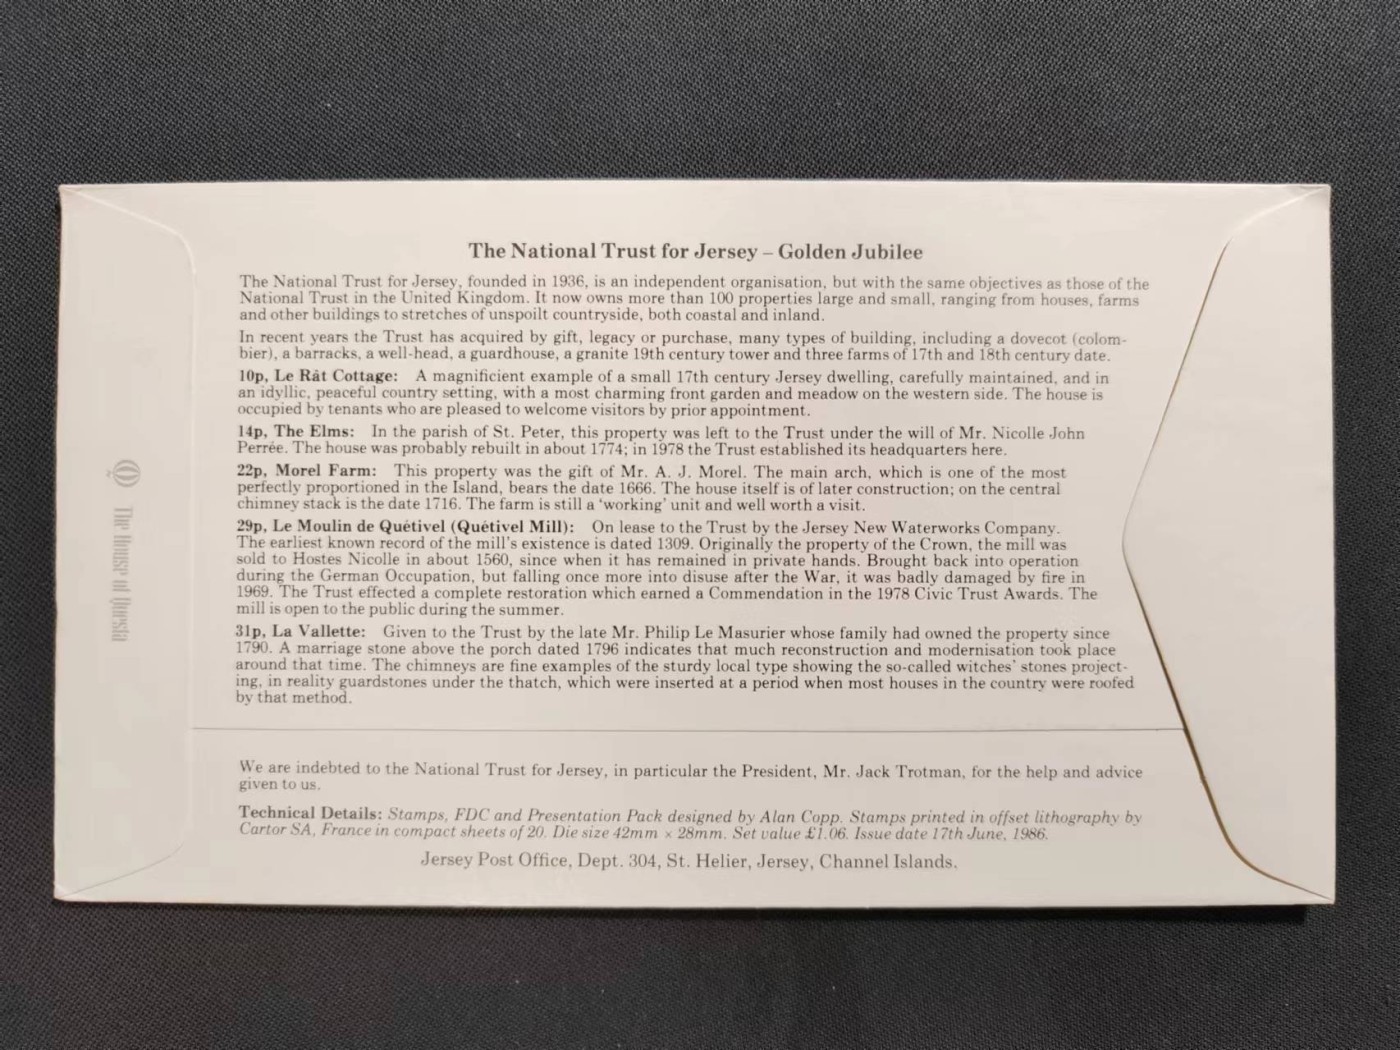 The National Trust for Jersey – Golden Jubilee
The National Trust for Jersey, founded in 1936, is an independent organisation, but with the same objectives as those of the
National Trust in the United Kingdom. It now owns more than 100 properties large and small, ranging from houses, farms
and other buildings to stretches of unspoilt countryside, both coastal and inland.
In recent years the Trust has acquired by gift, legacy or purchase, many types of building, including a dovecot (colom-
bier), a barracks, a well-head, a guardhouse, a granite 19th century tower and three farms of 17th and 18th century date.
10p, Le Rât Cottage: A magnificient example of a small 17th century Jersey dwelling, carefully maintained, and in
an idyllic, peaceful country setting, with a most charming front garden and meadow on the western side. The house is
occupied by tenants who are pleased to welcome visitors by prior appointment.
14p, The Elms: In the parish of St. Peter, this property was left to the Trust under the will of Mr. Nicolle John
Perrée. The house was probably rebuilt in about 1774; in 1978 the Trust established its headquarters here.
22p, Morel Farm: This property was the gift of Mr. A. J. Morel. The main arch, which is one of the most
perfectly proportioned in the Island, bears the date 1666. The house itself is of later construction; on the central
chimney stack is the date 1716. The farm is still a ‘working’ unit and well worth a visit.
29p, Le Moulin de Quétivel (Quétivel Mill): On lease to the Trust by the Jersey New Waterworks Company.
The earliest known record of the mill’s existence is dated 1309. Originally the property of the Crown, the mill was
sold to Hostes Nicolle in about 1560, since when it has remained in private hands. Brought back into operation
during the German Occupation, but falling once more into disuse after the War, it was badly damaged by fire in
1969. The Trust effected a complete restoration which earned a Commendation in the 1978 Civic Trust Awards. The
mill is open to the public during the summer.
31p, La Vallette: Given to the Trust by the late Mr. Philip Le Masurier whose family had owned the property since
1790. A marriage stone above the porch dated 1796 indicates that much reconstruction and modernisation took place
around that time. The chimneys are fine examples of the sturdy local type showing the so-called witches’ stones project-
ing, in reality guardstones under the thatch, which were inserted at a period when most houses in the country were roofed
by that method.
We are indebted to the National Trust for Jersey, in particular the President, Mr. Jack Trotman, for the help and advice
given to us.
Technical Details: Stamps, FDC and Presentation Pack designed by Alan Copp. Stamps printed in offset lithography by
Cartor SA, France in compact sheets of 20. Die size 42mm × 28mm. Set value £1.06. Issue date 17th June, 1986.
Jersey Post Office, Dept. 304, St. Helier, Jersey, Channel Islands.
The House of Questa